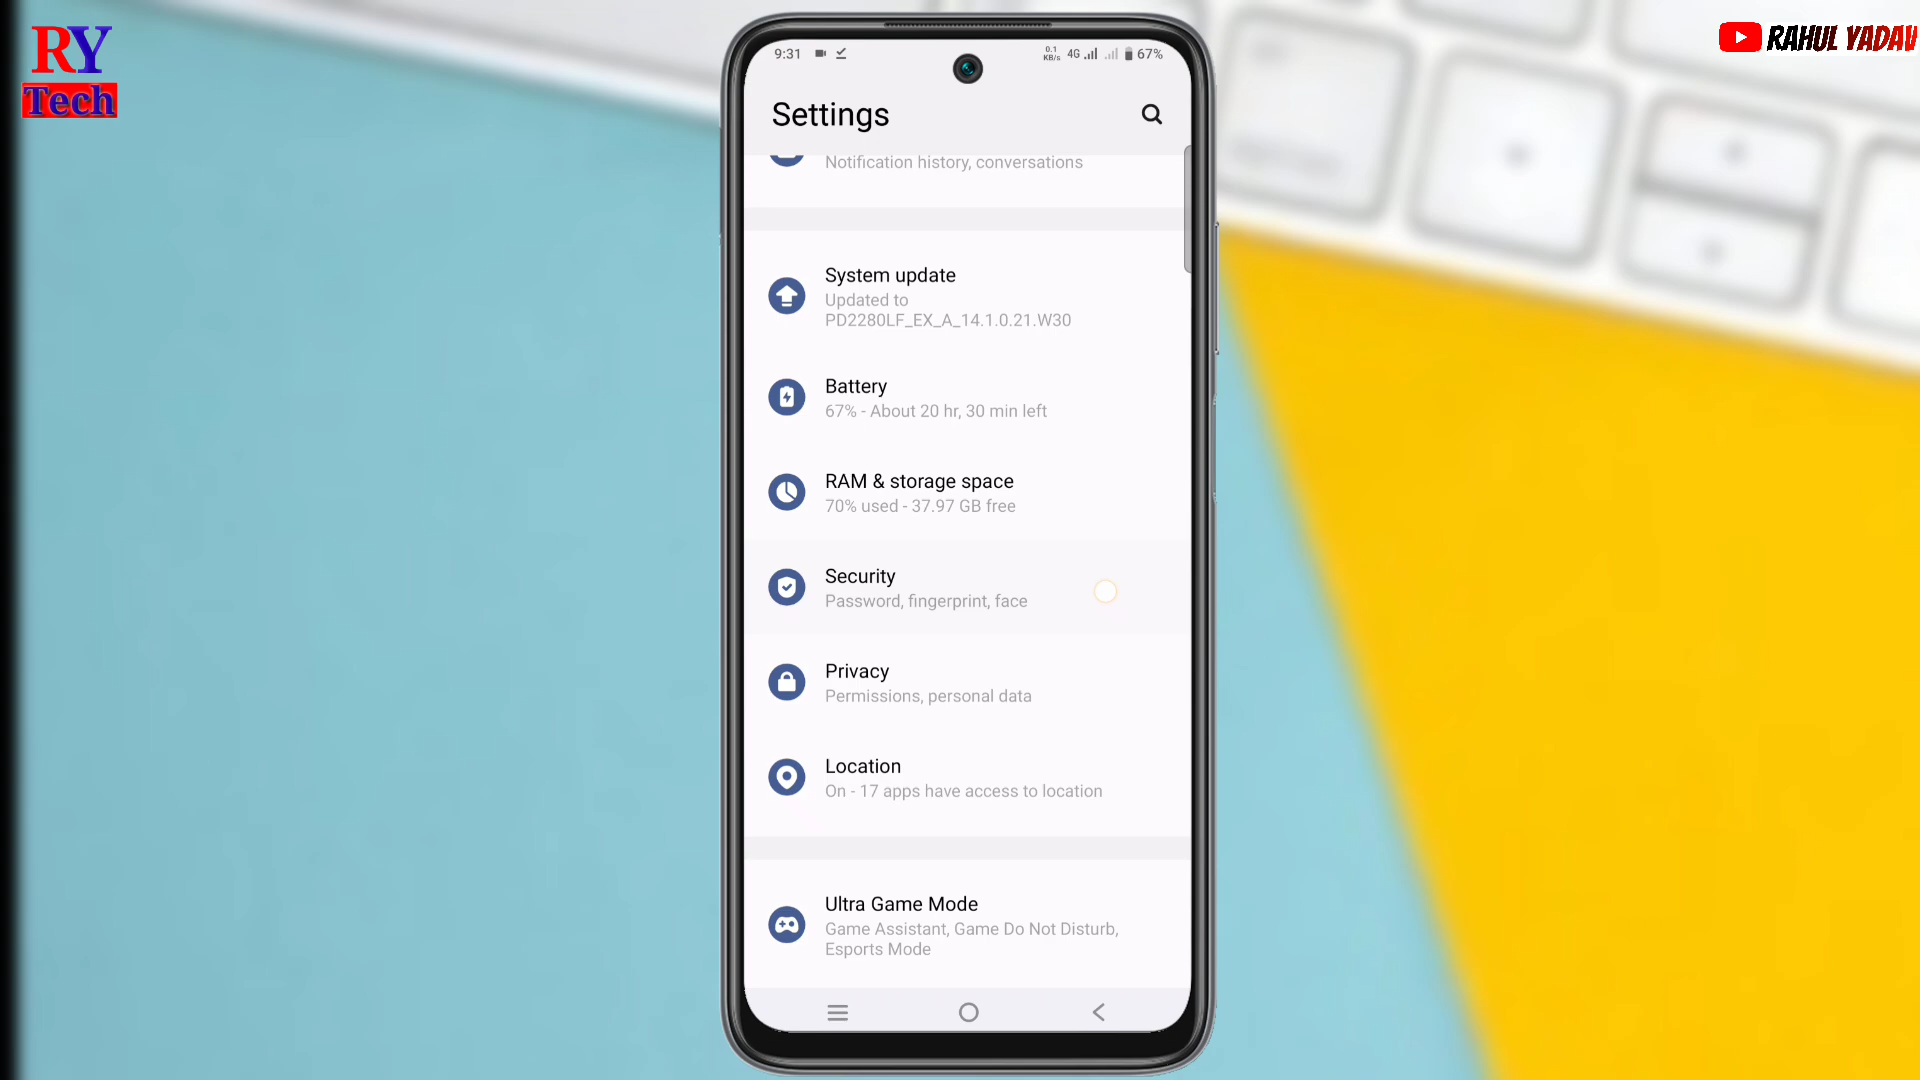 RY
Tech
RAHUL YADAV
9:31
0.1
KB/s
4G
67%
Settings
Notification history, conversations
System update
Updated to
PD2280LF_EX_A_14.1.0.21.W30
Battery
67% - About 20 hr, 30 min left
RAM & storage space
70% used - 37.97 GB free
Security
Password, fingerprint, face
Privacy
Permissions, personal data
Location
On - 17 apps have access to location
Ultra Game Mode
Game Assistant, Game Do Not Disturb,
Esports Mode